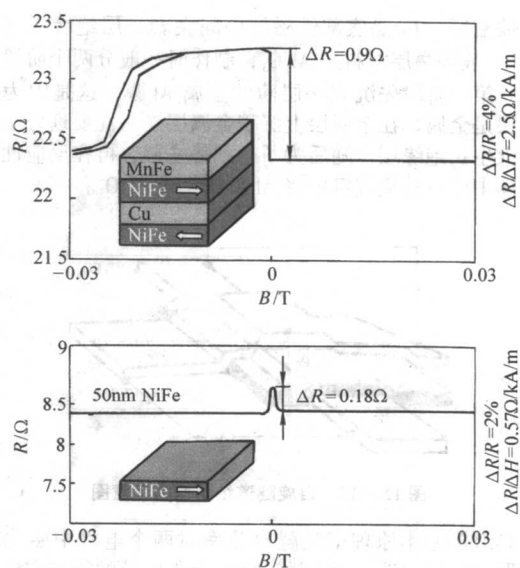 23.5
23
22.5
22
21.5
R/Ω
ΔR=0.9Ω
MnFe
NiFe
Cu
NiFe
−0.03
0
0.03
B/T
ΔR/R=4%
ΔR/ΔH=2.5Ω/kA/m
9
8.5
8
7.5
R/Ω
50nm NiFe
ΔR=0.18Ω
NiFe
−0.03
0
0.03
B/T
ΔR/R=2%
ΔR/ΔH=0.57Ω/kA/m